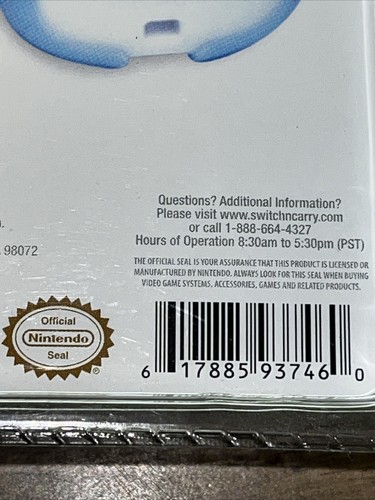 Questions? Additional Information?
Please visit www.switchncarry.com
or call 1-888-664-4327
Hours of Operation 8:30am to 5:30pm (PST)
98072
THE OFFICIAL SEAL IS YOUR ASSURANCE THAT THIS PRODUCT IS LICENSED OR
MANUFACTURED BY NINTENDO. ALWAYS LOOK FOR THIS SEAL WHEN BUYING
VIDEO GAME SYSTEMS, ACCESSORIES, GAMES AND RELATED PRODUCTS.
Official
Nintendo
Seal
®
6 17885 93746 0